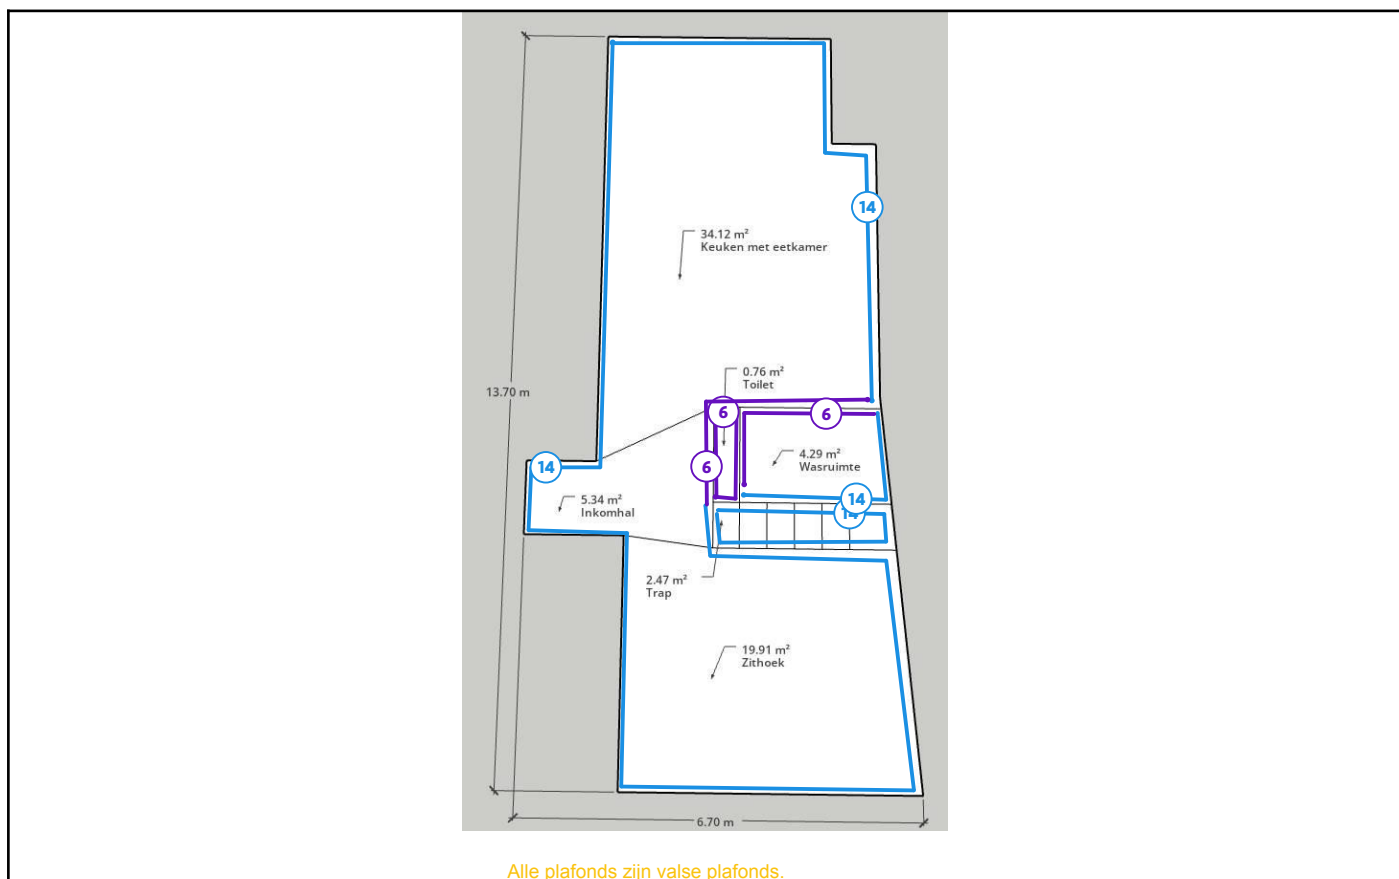 14
34.12 m²
Keuken met eetkamer
0.76 m²
Toilet
13.70 m
6
6
6
14
4.29 m²
Wasruimte
5.34 m²
Inkomhal
14
14
2.47 m²
Trap
19.91 m²
Zithoek
6.70 m
Alle plafonds zijn valse plafonds.